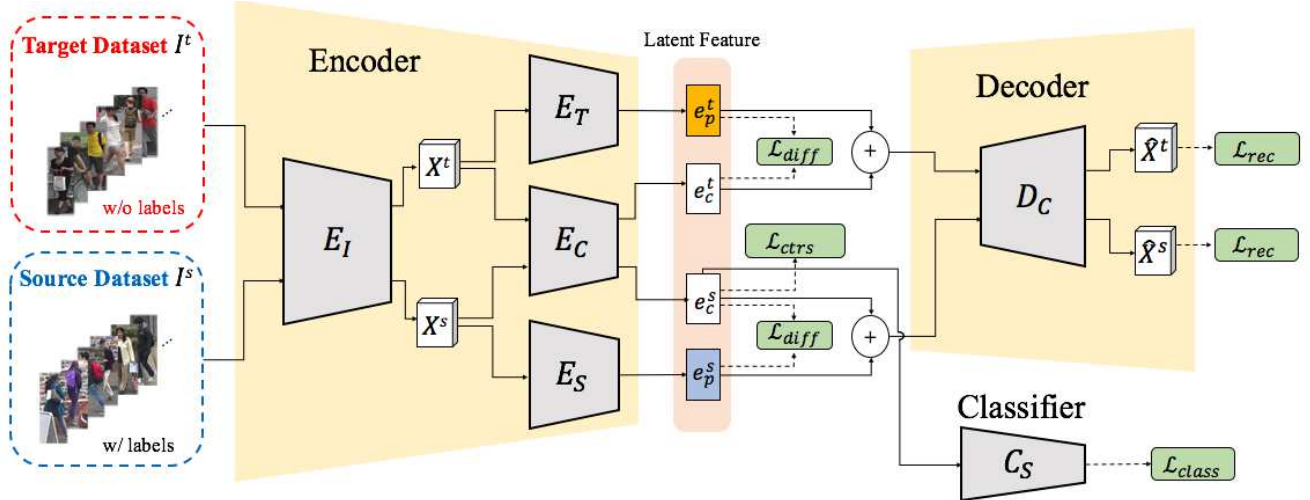 Target Dataset I^t
w/o labels
Source Dataset I^s
w/ labels
Encoder
E_I
X^t
X^s
E_T
E_C
E_S
Latent Feature
e_p^t
e_c^t
e_c^s
e_p^s
ℒ_diff
ℒ_ctrs
ℒ_diff
+
+
Decoder
D_C
X̂^t
X̂^s
ℒ_rec
ℒ_rec
Classifier
C_S
ℒ_class